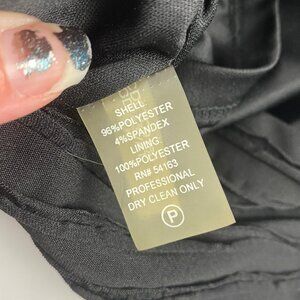 SHELL
96%POLYESTER
4%SPANDEX
LINING
100%POLYESTER
RN# 54163
PROFESSIONAL
DRY CLEAN ONLY
P